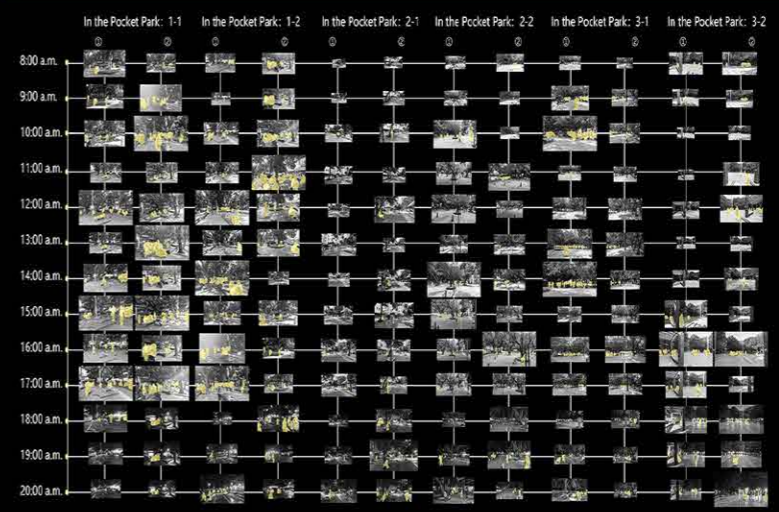 In the Pocket Park: 1-1 In the Pocket Park: 1-2 In the Pocket Park: 2-1 In the Pocket Park: 2-2 In the Pocket Park: 3-1 In the Pocket Park: 3-2
① ② ① ② ① ② ① ② ① ② ① ②
8:00 a.m.
9:00 a.m.
10:00 a.m.
11:00 a.m.
12:00 a.m.
13:00 a.m.
14:00 a.m.
15:00 a.m.
16:00 a.m.
17:00 a.m.
18:00 a.m.
19:00 a.m.
20:00 a.m.